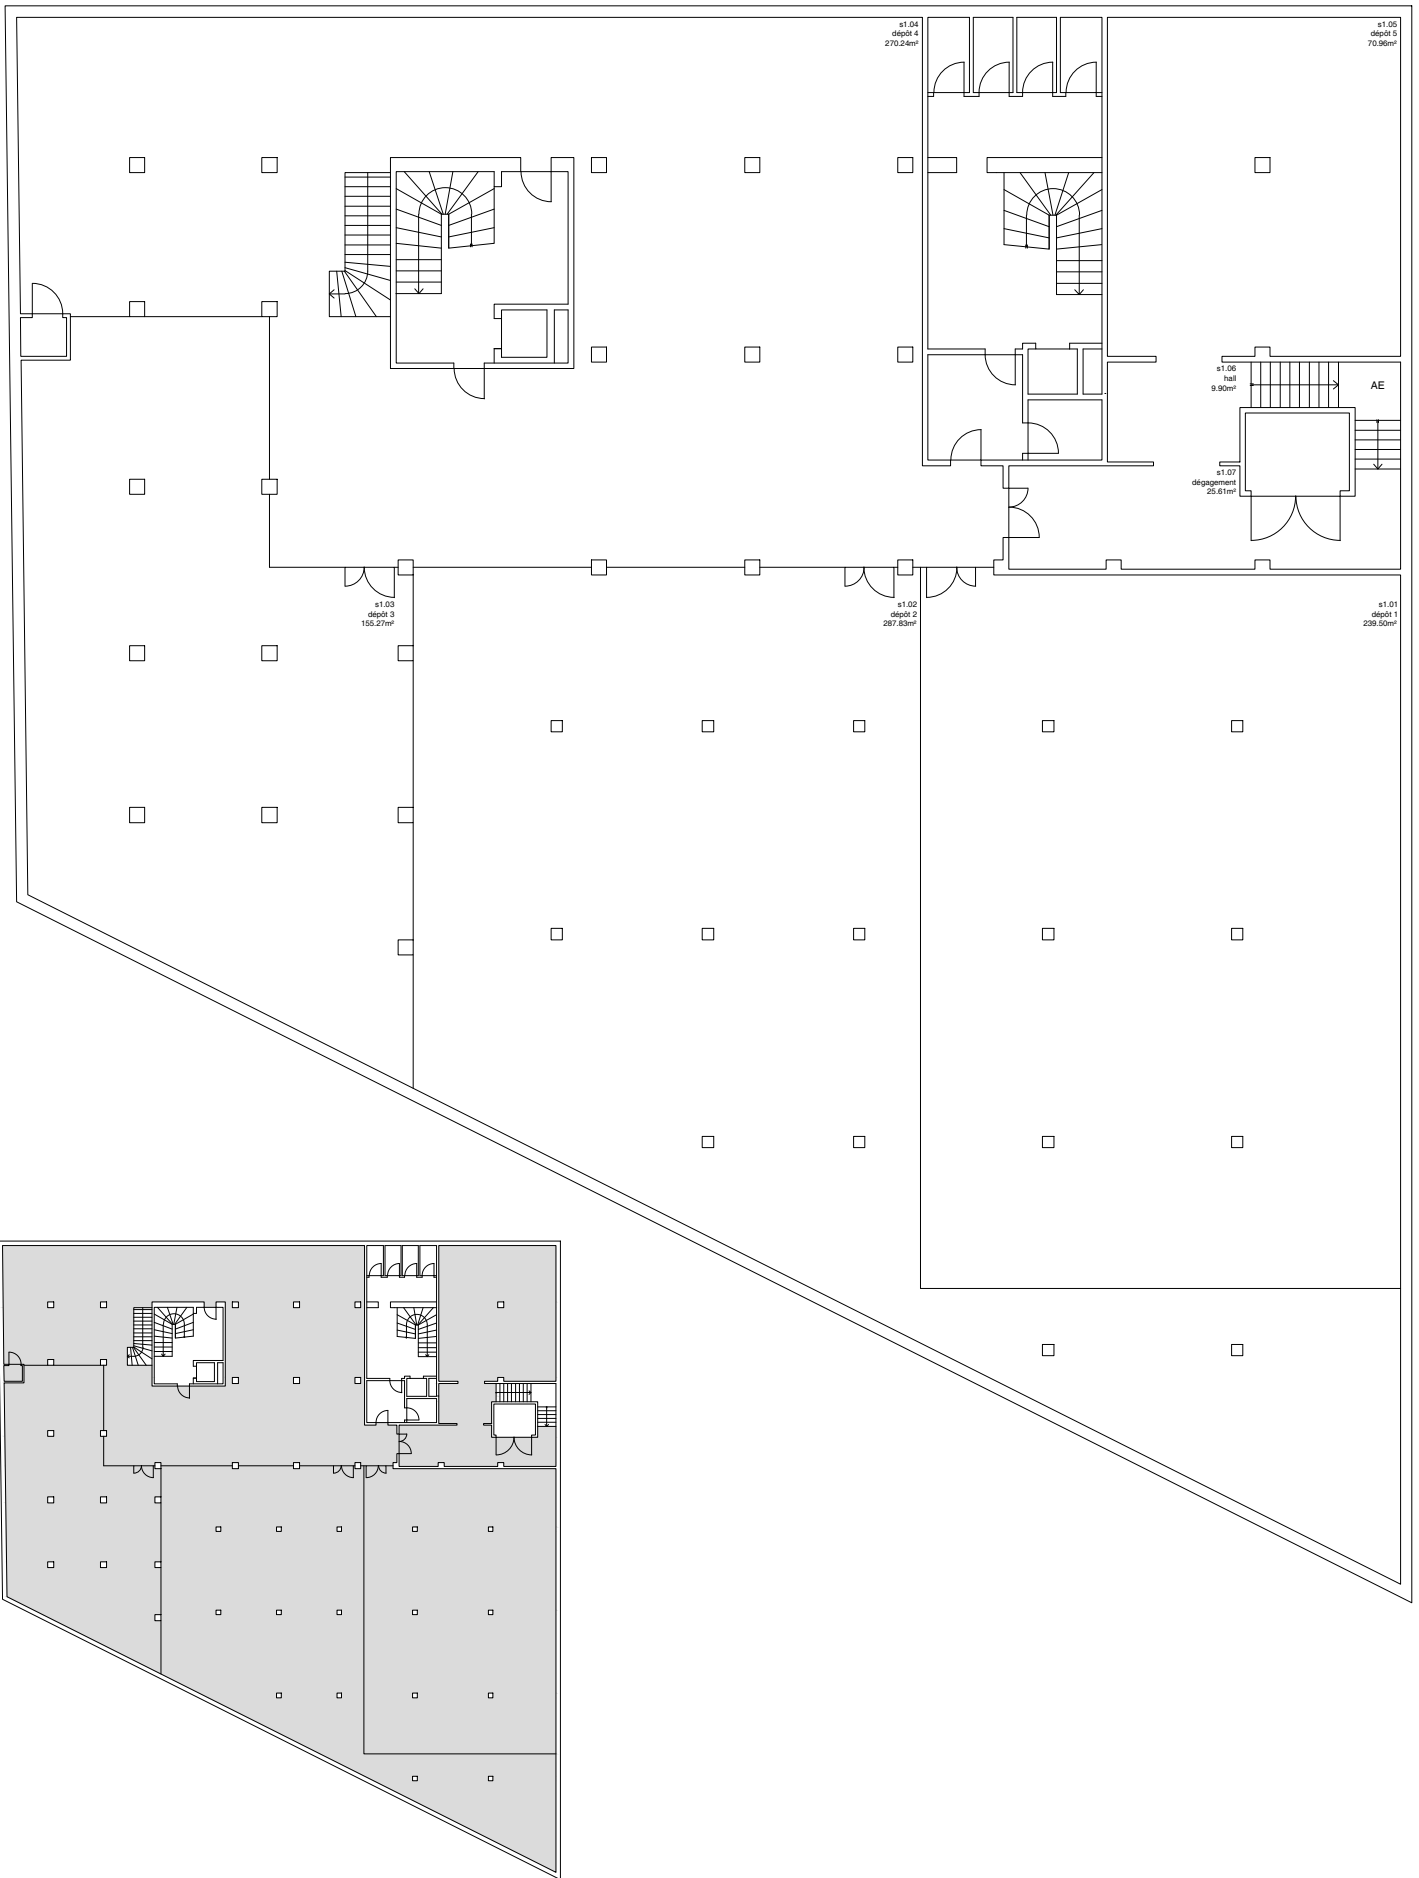 s1.04
dépôt 4
270.24m²
s1.05
dépôt 5
70.96m²
s1.06
hall
9.90m²
AE
s1.07
dégagement
25.61m²
s1.03
dépôt 3
155.27m²
s1.02
dépôt 2
287.83m²
s1.01
dépôt 1
239.50m²